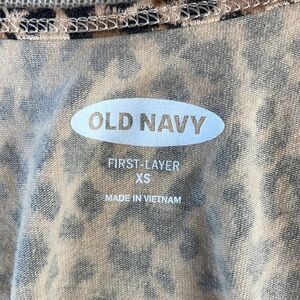 OLD NAVY
FIRST-LAYER
XS
MADE IN VIETNAM